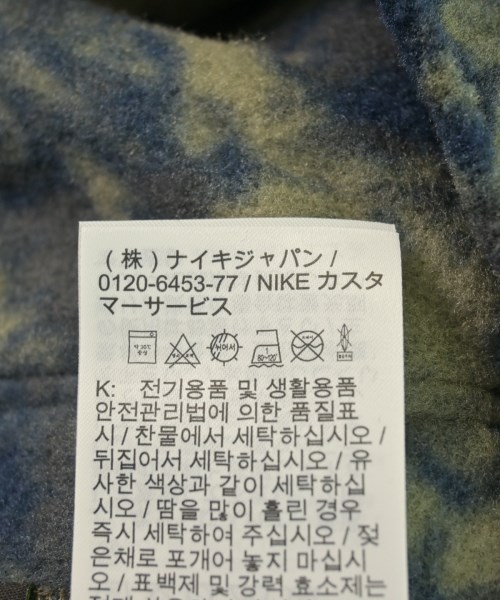 (株)ナイキジャパン /
0120-6453-77 / NIKE カスタ
マーサービス
80~120°
K: 전기용품 및 생활용품
안전관리법에 의한 품질표
시 / 찬물에서 세탁하십시오 /
뒤집어서 세탁하십시오 / 유
사한 색상과 같이 세탁하십
시오 / 땀을 많이 흘린 경우
즉시 세탁하여 주십시오 / 젖
은채로 포개어 놓지 마십시
오 / 표백제 및 강력 효소제는